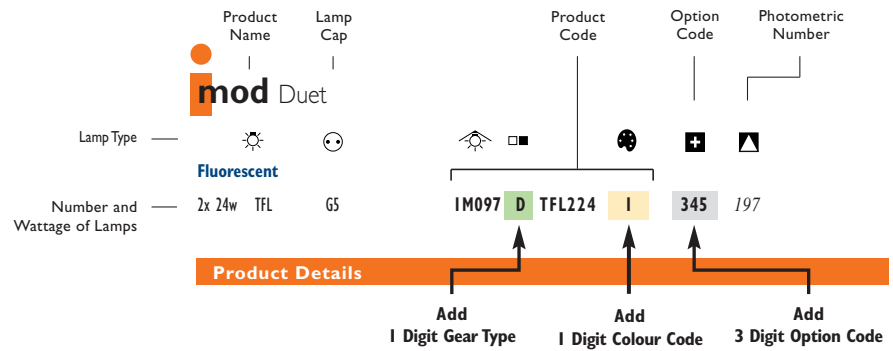 Product Name
Lamp Cap
Product Code
Option Code
Photometric Number
imod Duet
Lamp Type
Fluorescent
Number and Wattage of Lamps
2x 24w TFL G5 IM097 D TFL224 I 345 197
Product Details
Add
1 Digit Gear Type
Add
1 Digit Colour Code
Add
3 Digit Option Code